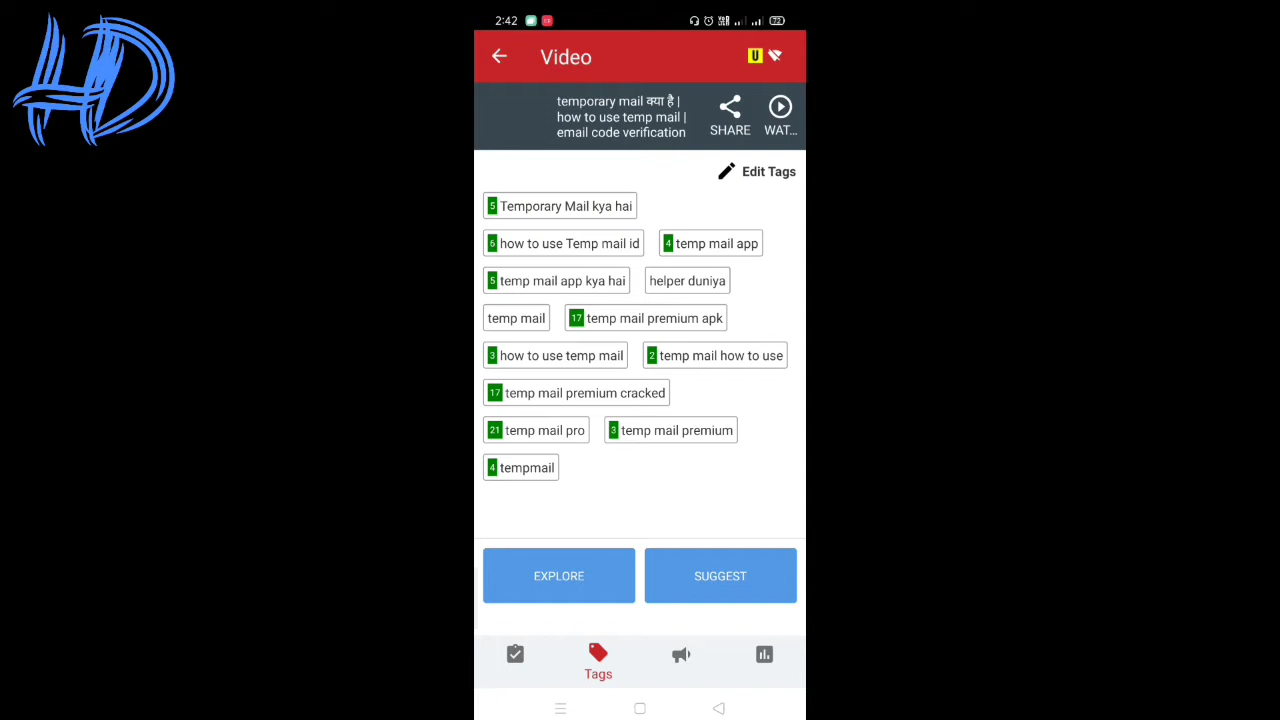 HD
2:42
72
Video
U
temporary mail क्या है |
how to use temp mail |
email code verification
SHARE
WAT...
Edit Tags
5 Temporary Mail kya hai
6 how to use Temp mail id
4 temp mail app
5 temp mail app kya hai
helper duniya
temp mail
17 temp mail premium apk
3 how to use temp mail
2 temp mail how to use
17 temp mail premium cracked
21 temp mail pro
3 temp mail premium
4 tempmail
EXPLORE
SUGGEST
Tags